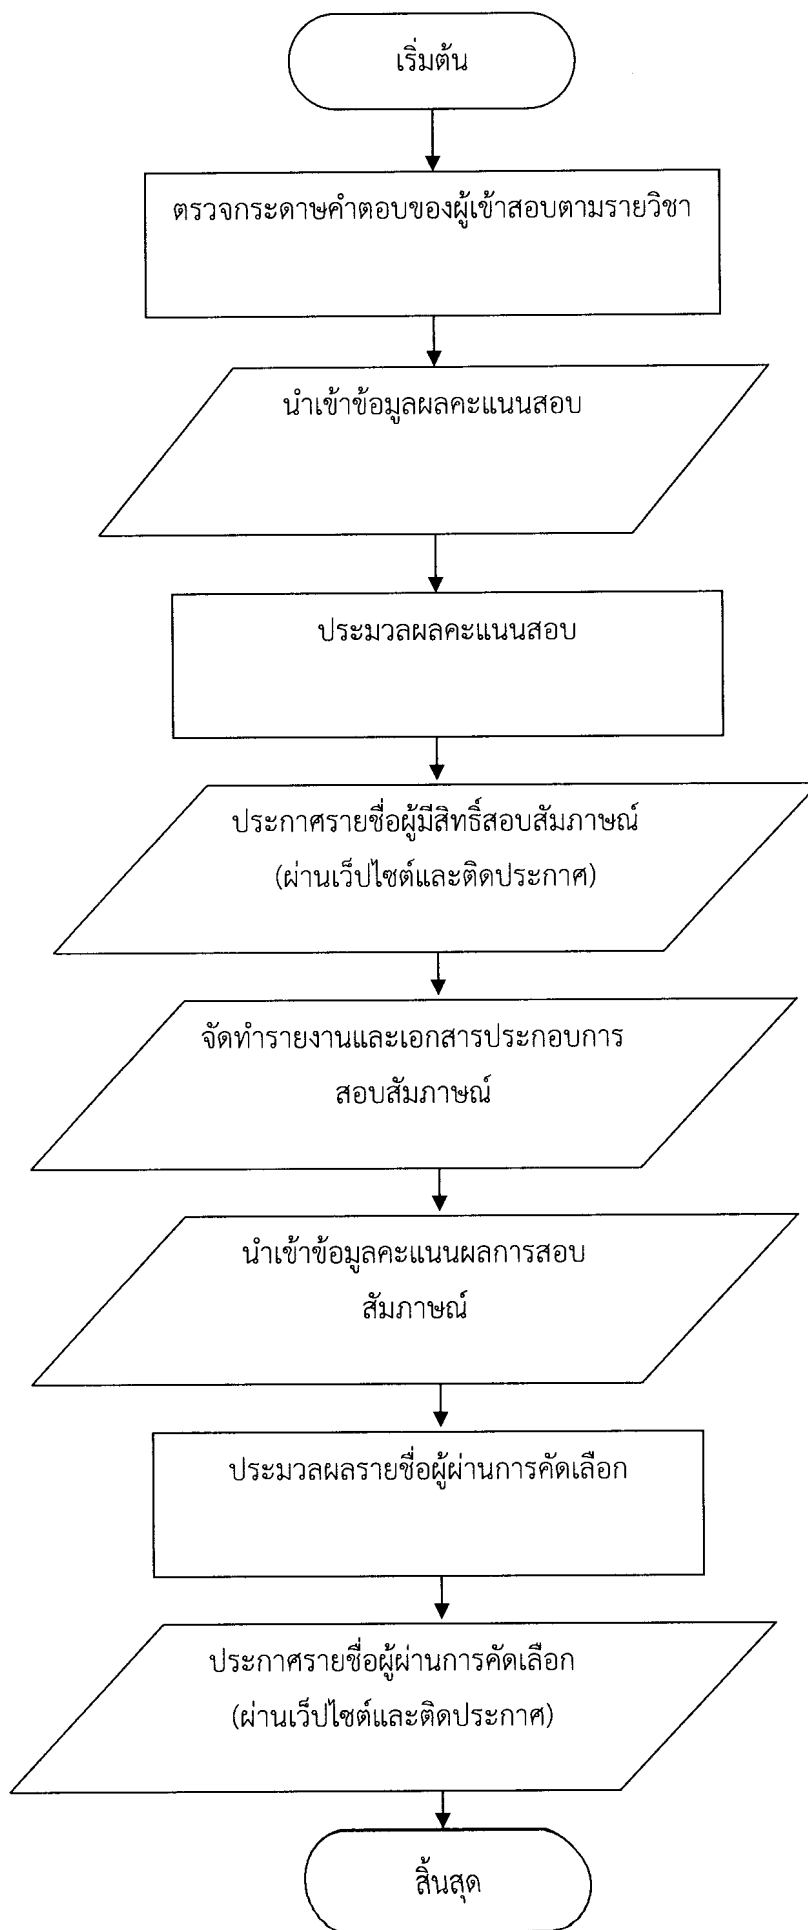 เริ่มต้น
ตรวจกระดาษคำตอบของผู้เข้าสอบตามรายวิชา
นำเข้าข้อมูลผลคะแนนสอบ
ประมวลผลคะแนนสอบ
ประกาศรายชื่อผู้มีสิทธิ์สอบสัมภาษณ์
(ผ่านเว็ปไซต์และติดประกาศ)
จัดทำรายงานและเอกสารประกอบการ
สอบสัมภาษณ์
นำเข้าข้อมูลคะแนนผลการสอบ
สัมภาษณ์
ประมวลผลรายชื่อผู้ผ่านการคัดเลือก
ประกาศรายชื่อผู้ผ่านการคัดเลือก
(ผ่านเว็ปไซต์และติดประกาศ)
สิ้นสุด